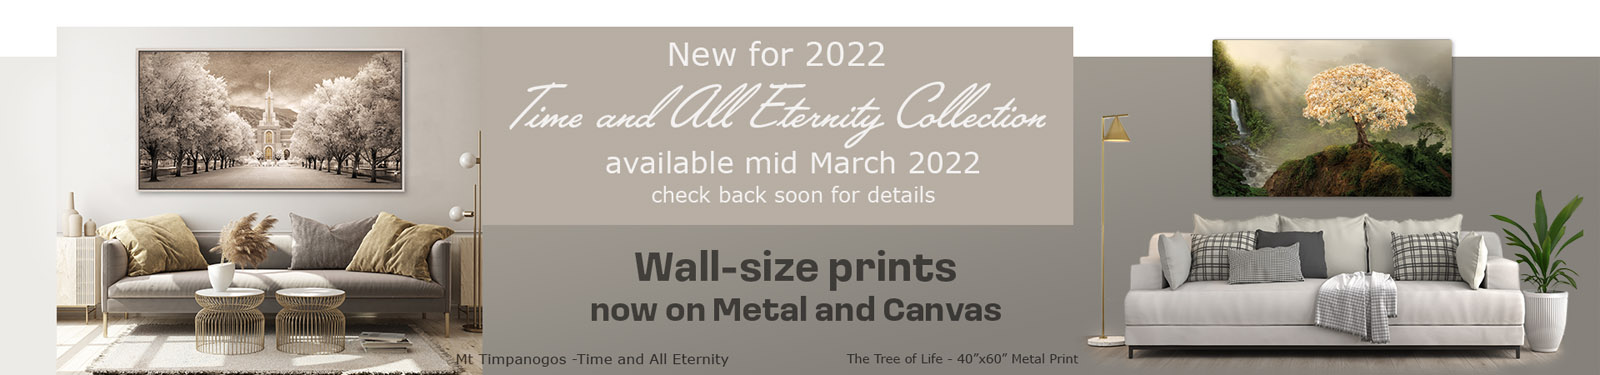 New for 2022
Time and All Eternity Collection
available mid March 2022
check back soon for details
Wall-size prints
now on Metal and Canvas
Mt Timpanogos -Time and All Eternity
The Tree of Life - 40”x60” Metal Print